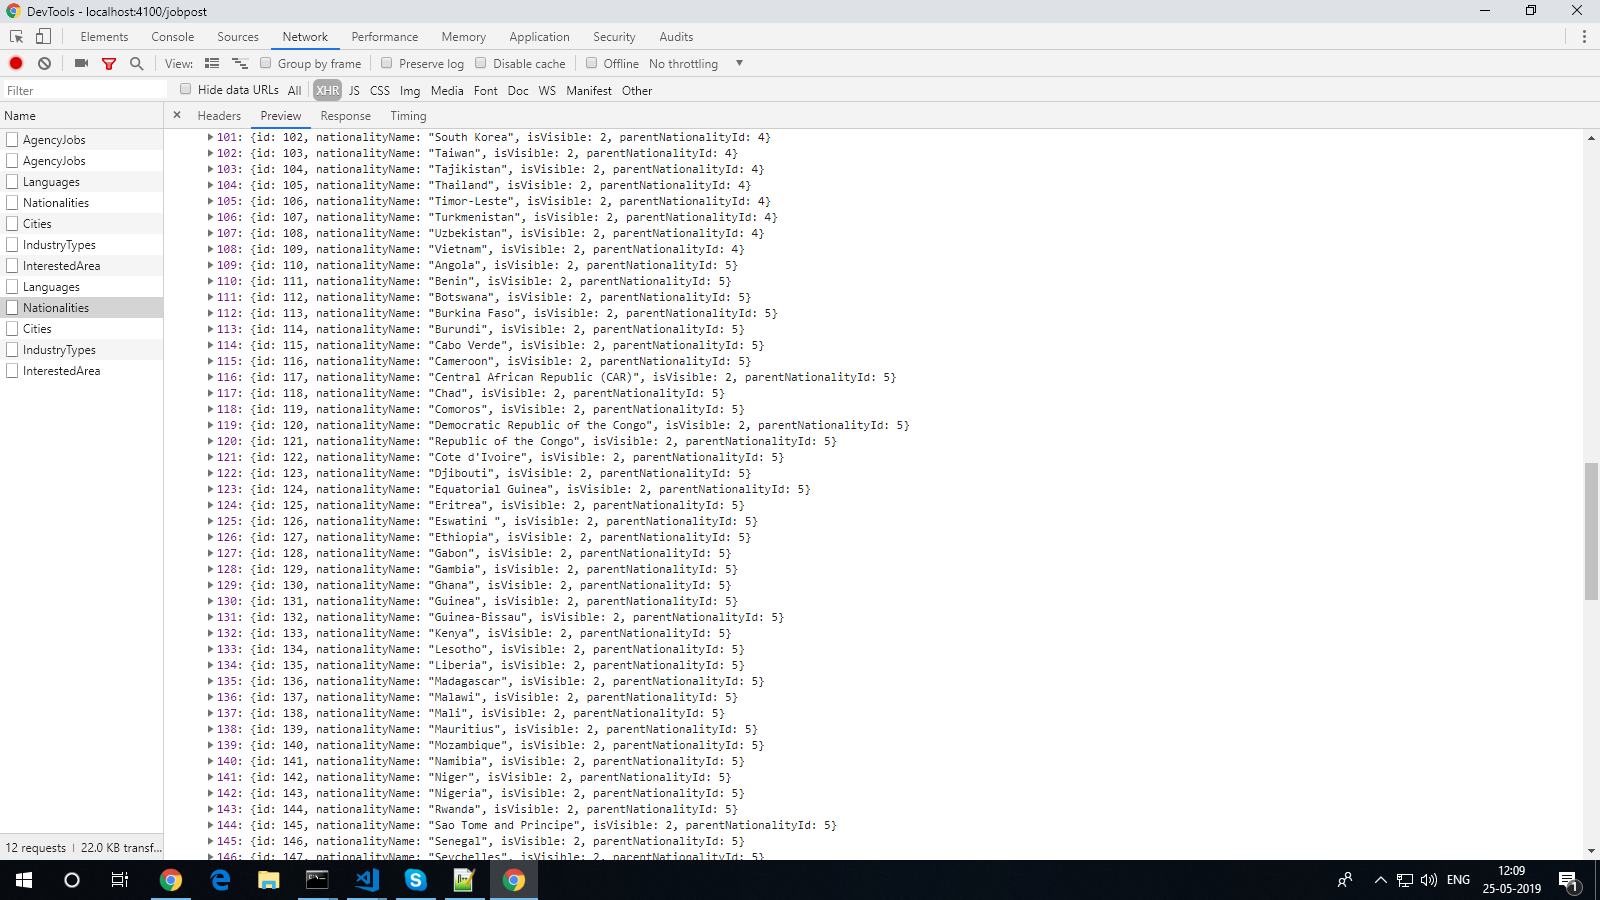 DevTools - localhost:4100/jobpost
Elements Console Sources Network Performance Memory Application Security Audits
View: Group by frame Preserve log Disable cache Offline No throttling
Filter Hide data URLs All XHR JS CSS Img Media Font Doc WS Manifest Other
Name
AgencyJobs
AgencyJobs
Languages
Nationalities
Cities
IndustryTypes
InterestedArea
Languages
Nationalities
Cities
IndustryTypes
InterestedArea
12 requests | 22.0 KB transf...
× Headers Preview Response Timing
101: {id: 102, nationalityName: "South Korea", isVisible: 2, parentNationalityId: 4}
102: {id: 103, nationalityName: "Taiwan", isVisible: 2, parentNationalityId: 4}
103: {id: 104, nationalityName: "Tajikistan", isVisible: 2, parentNationalityId: 4}
104: {id: 105, nationalityName: "Thailand", isVisible: 2, parentNationalityId: 4}
105: {id: 106, nationalityName: "Timor-Leste", isVisible: 2, parentNationalityId: 4}
106: {id: 107, nationalityName: "Turkmenistan", isVisible: 2, parentNationalityId: 4}
107: {id: 108, nationalityName: "Uzbekistan", isVisible: 2, parentNationalityId: 4}
108: {id: 109, nationalityName: "Vietnam", isVisible: 2, parentNationalityId: 4}
109: {id: 110, nationalityName: "Angola", isVisible: 2, parentNationalityId: 5}
110: {id: 111, nationalityName: "Benin", isVisible: 2, parentNationalityId: 5}
111: {id: 112, nationalityName: "Botswana", isVisible: 2, parentNationalityId: 5}
112: {id: 113, nationalityName: "Burkina Faso", isVisible: 2, parentNationalityId: 5}
113: {id: 114, nationalityName: "Burundi", isVisible: 2, parentNationalityId: 5}
114: {id: 115, nationalityName: "Cabo Verde", isVisible: 2, parentNationalityId: 5}
115: {id: 116, nationalityName: "Cameroon", isVisible: 2, parentNationalityId: 5}
116: {id: 117, nationalityName: "Central African Republic (CAR)", isVisible: 2, parentNationalityId: 5}
117: {id: 118, nationalityName: "Chad", isVisible: 2, parentNationalityId: 5}
118: {id: 119, nationalityName: "Comoros", isVisible: 2, parentNationalityId: 5}
119: {id: 120, nationalityName: "Democratic Republic of the Congo", isVisible: 2, parentNationalityId: 5}
120: {id: 121, nationalityName: "Republic of the Congo", isVisible: 2, parentNationalityId: 5}
121: {id: 122, nationalityName: "Cote d'Ivoire", isVisible: 2, parentNationalityId: 5}
122: {id: 123, nationalityName: "Djibouti", isVisible: 2, parentNationalityId: 5}
123: {id: 124, nationalityName: "Equatorial Guinea", isVisible: 2, parentNationalityId: 5}
124: {id: 125, nationalityName: "Eritrea", isVisible: 2, parentNationalityId: 5}
125: {id: 126, nationalityName: "Eswatini ", isVisible: 2, parentNationalityId: 5}
126: {id: 127, nationalityName: "Ethiopia", isVisible: 2, parentNationalityId: 5}
127: {id: 128, nationalityName: "Gabon", isVisible: 2, parentNationalityId: 5}
128: {id: 129, nationalityName: "Gambia", isVisible: 2, parentNationalityId: 5}
129: {id: 130, nationalityName: "Ghana", isVisible: 2, parentNationalityId: 5}
130: {id: 131, nationalityName: "Guinea", isVisible: 2, parentNationalityId: 5}
131: {id: 132, nationalityName: "Guinea-Bissau", isVisible: 2, parentNationalityId: 5}
132: {id: 133, nationalityName: "Kenya", isVisible: 2, parentNationalityId: 5}
133: {id: 134, nationalityName: "Lesotho", isVisible: 2, parentNationalityId: 5}
134: {id: 135, nationalityName: "Liberia", isVisible: 2, parentNationalityId: 5}
135: {id: 136, nationalityName: "Madagascar", isVisible: 2, parentNationalityId: 5}
136: {id: 137, nationalityName: "Malawi", isVisible: 2, parentNationalityId: 5}
137: {id: 138, nationalityName: "Mali", isVisible: 2, parentNationalityId: 5}
138: {id: 139, nationalityName: "Mauritius", isVisible: 2, parentNationalityId: 5}
139: {id: 140, nationalityName: "Mozambique", isVisible: 2, parentNationalityId: 5}
140: {id: 141, nationalityName: "Namibia", isVisible: 2, parentNationalityId: 5}
141: {id: 142, nationalityName: "Niger", isVisible: 2, parentNationalityId: 5}
142: {id: 143, nationalityName: "Nigeria", isVisible: 2, parentNationalityId: 5}
143: {id: 144, nationalityName: "Rwanda", isVisible: 2, parentNationalityId: 5}
144: {id: 145, nationalityName: "Sao Tome and Principe", isVisible: 2, parentNationalityId: 5}
145: {id: 146, nationalityName: "Senegal", isVisible: 2, parentNationalityId: 5}
146: {id: 147, nationalityName: "Seychelles", isVisible: 2, parentNationalityId: 5}
ENG
12:09
25-05-2019
1